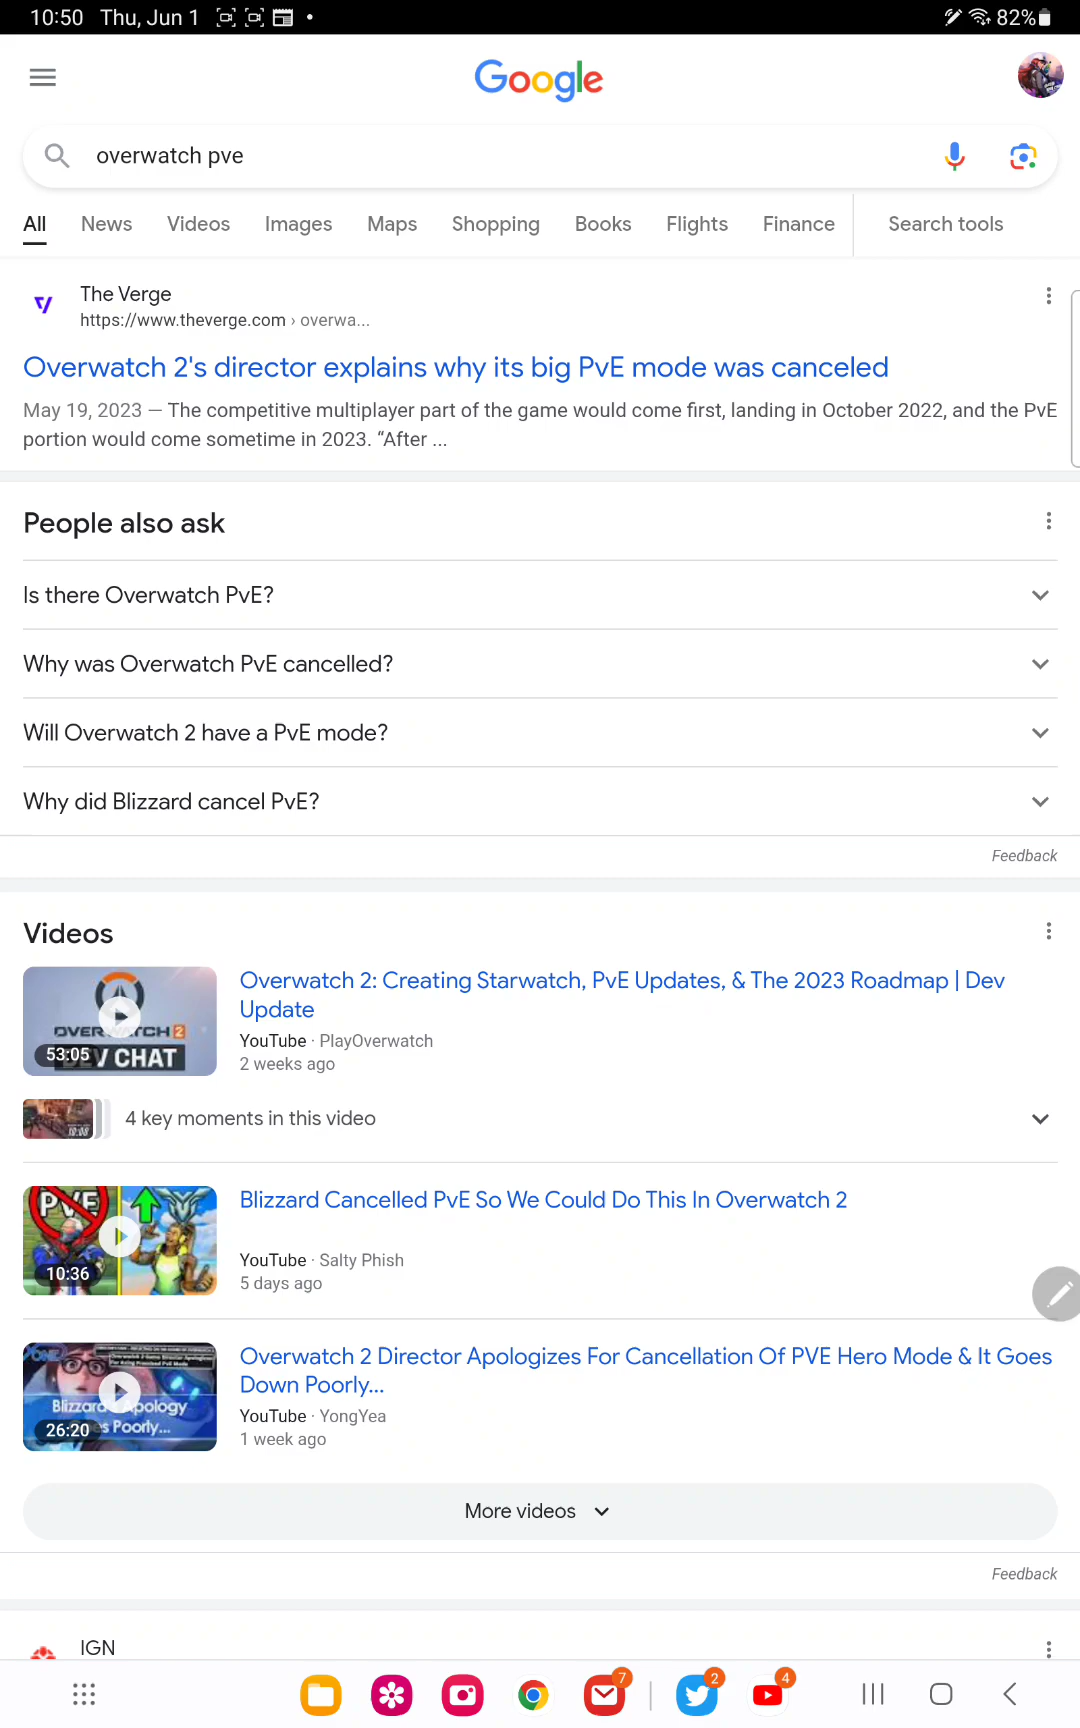 10:50 Thu, Jun 1 82%
Google
overwatch pve
All News Videos Images Maps Shopping Books Flights Finance Search tools
The Verge
https://www.theverge.com › overwa...
Overwatch 2's director explains why its big PvE mode was canceled
May 19, 2023 — The competitive multiplayer part of the game would come first, landing in October 2022, and the PvE
portion would come sometime in 2023. “After ...
People also ask
Is there Overwatch PvE?
Why was Overwatch PvE cancelled?
Will Overwatch 2 have a PvE mode?
Why did Blizzard cancel PvE?
Feedback
Videos
DEV CHAT
53:05
Overwatch 2: Creating Starwatch, PvE Updates, & The 2023 Roadmap | Dev
Update
YouTube · PlayOverwatch
2 weeks ago
10:08
4 key moments in this video
PVE
10:36
Blizzard Cancelled PvE So We Could Do This In Overwatch 2
YouTube · Salty Phish
5 days ago
Blizzard Apology
Poorly...
26:20
Overwatch 2 Director Apologizes For Cancellation Of PVE Hero Mode & It Goes
Down Poorly...
YouTube · YongYea
1 week ago
More videos
Feedback
IGN
7 2 4